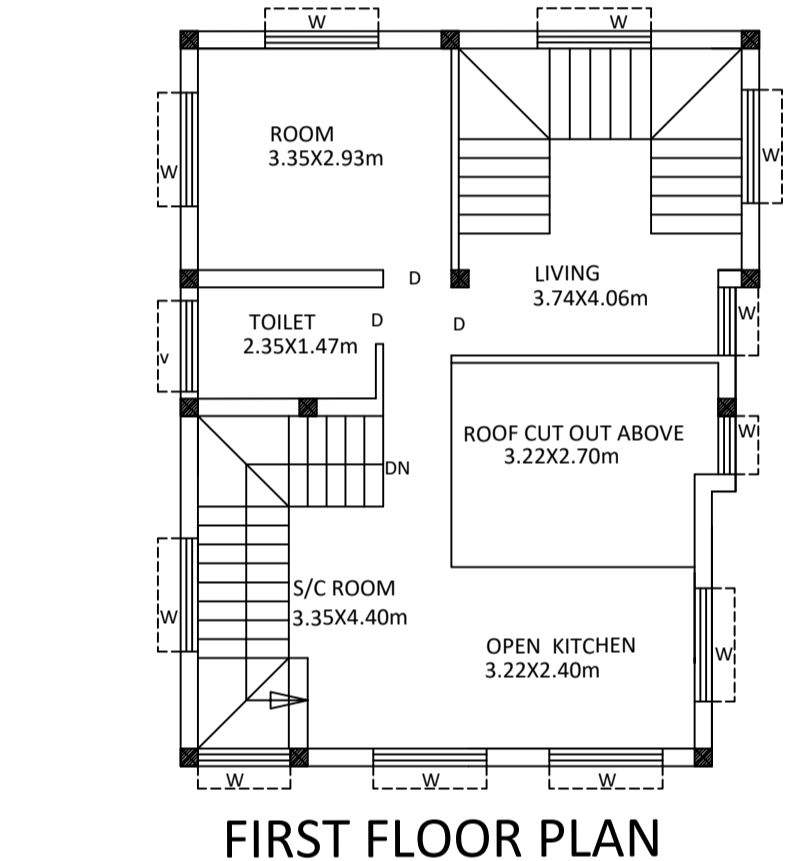 W
W
ROOM
3.35X2.93m
W
W
D
LIVING
3.74X4.06m
W
TOILET
2.35X1.47m
D
D
v
ROOF CUT OUT ABOVE
3.22X2.70m
W
DN
S/C ROOM
3.35X4.40m
W
OPEN KITCHEN
3.22X2.40m
W
W
W
W
FIRST FLOOR PLAN